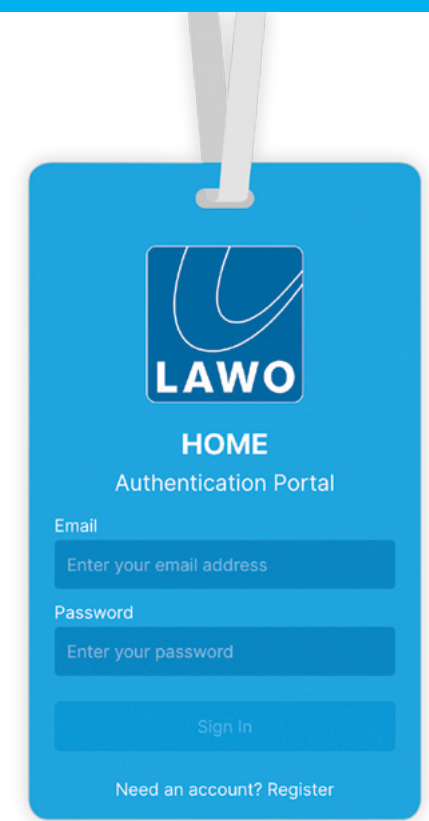 LAWO
HOME
Authentication Portal
Email
Enter your email address
Password
Enter your password
Sign In
Need an account? Register